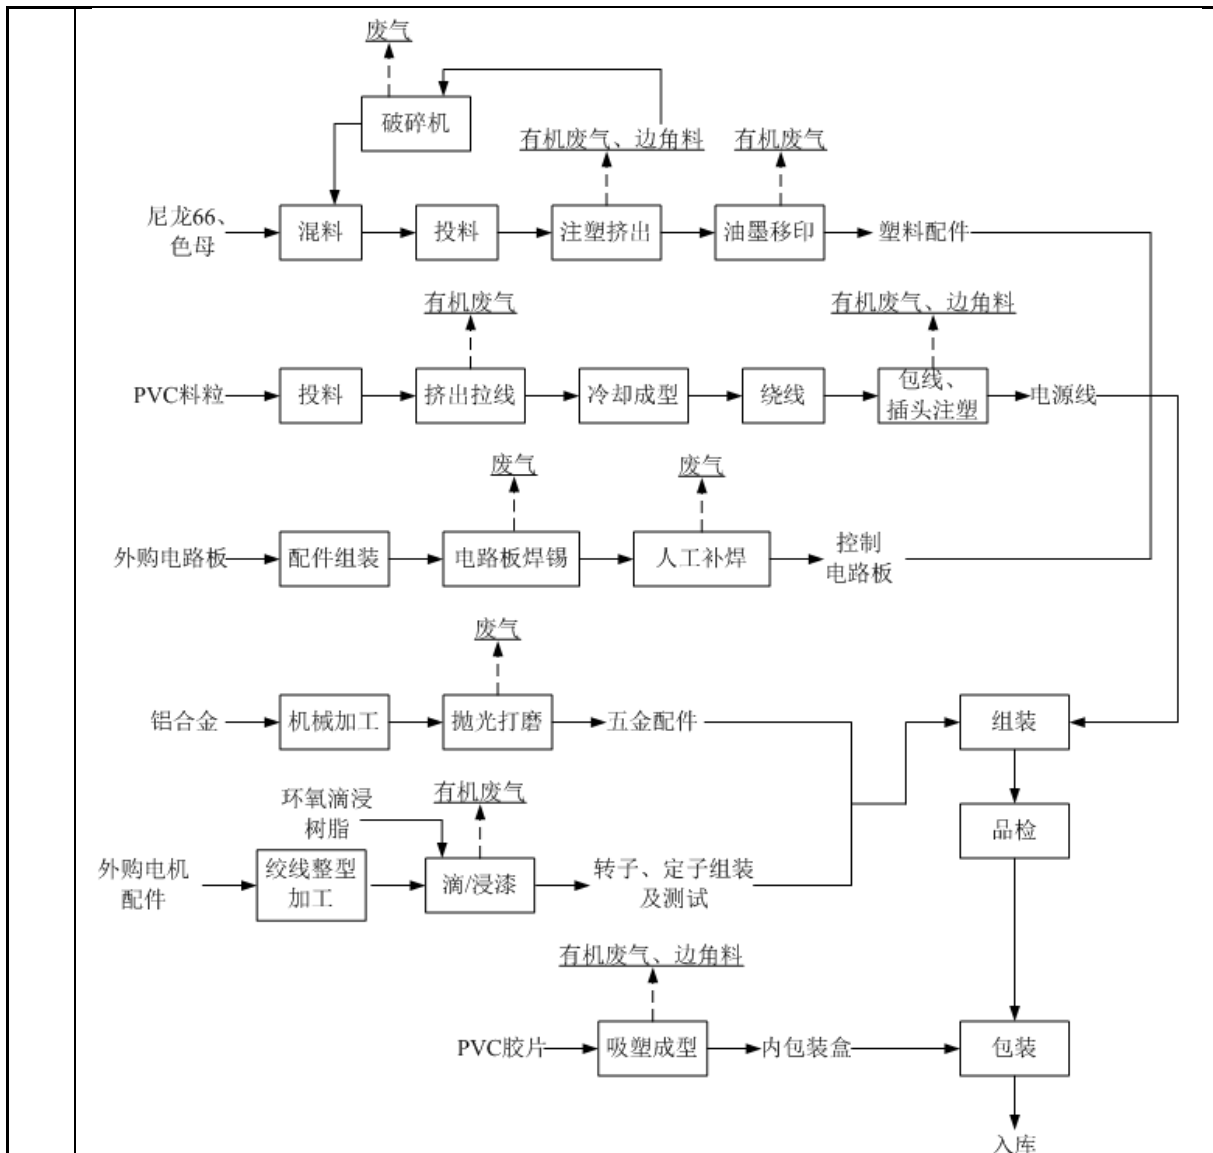 废气
破碎机
有机废气、边角料
有机废气
尼龙66、
色母
混料
投料
注塑挤出
油墨移印
塑料配件
有机废气
有机废气、边角料
PVC料粒
投料
挤出拉线
冷却成型
绕线
包线、
插头注塑
电源线
废气
废气
外购电路板
配件组装
电路板焊锡
人工补焊
控制
电路板
废气
铝合金
机械加工
抛光打磨
五金配件
组装
环氧滴浸
树脂
有机废气
品检
外购电机
配件
绞线整型
加工
滴/浸漆
转子、定子组装
及测试
有机废气、边角料
PVC胶片
吸塑成型
内包装盒
包装
入库